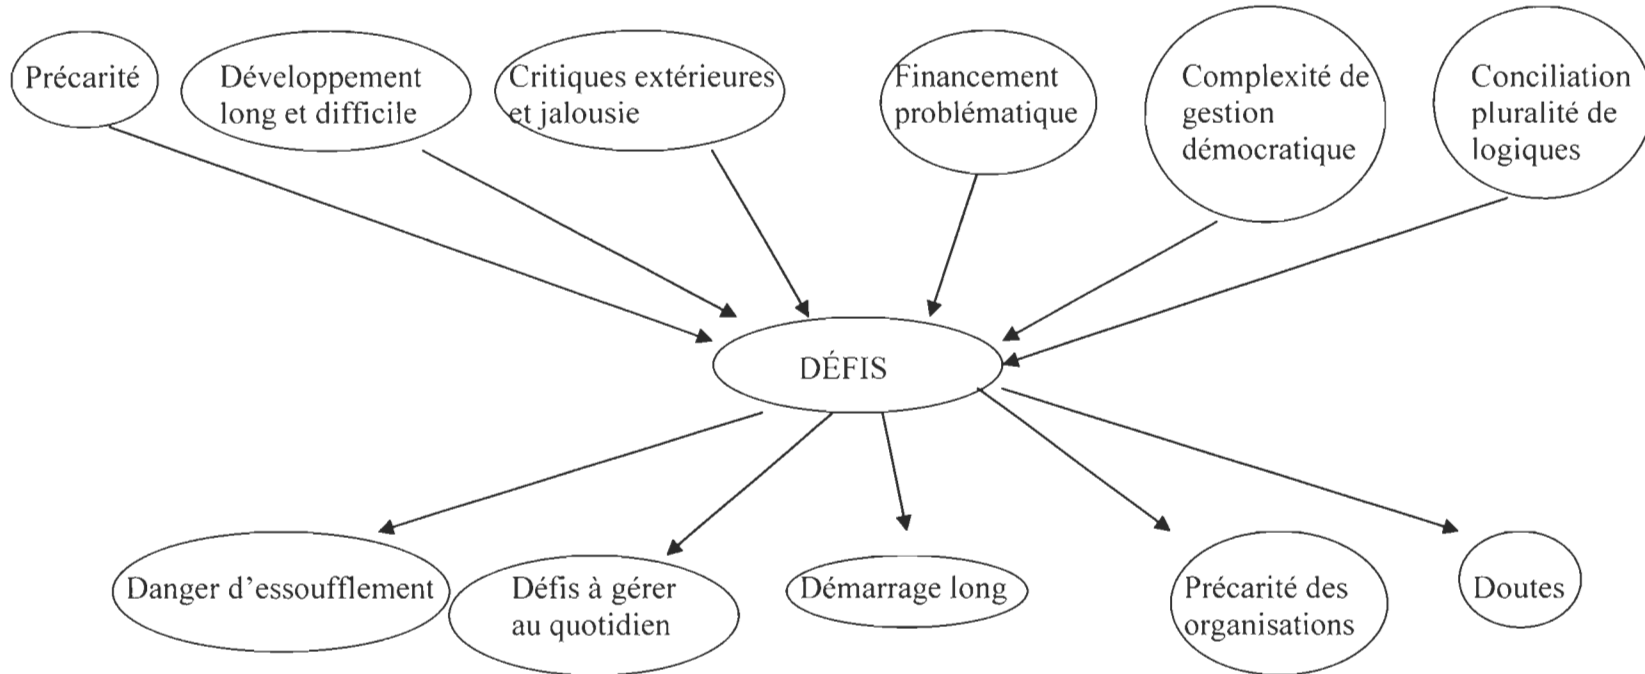 Précarité
Développement
long et difficile
Critiques extérieures
et jalousie
Financement
problématique
Complexité de
gestion
démocratique
Conciliation
pluralité de
logiques
DÉFIS
Danger d'essoufflement
Défis à gérer
au quotidien
Démarrage long
Précarité des
organisations
Doutes